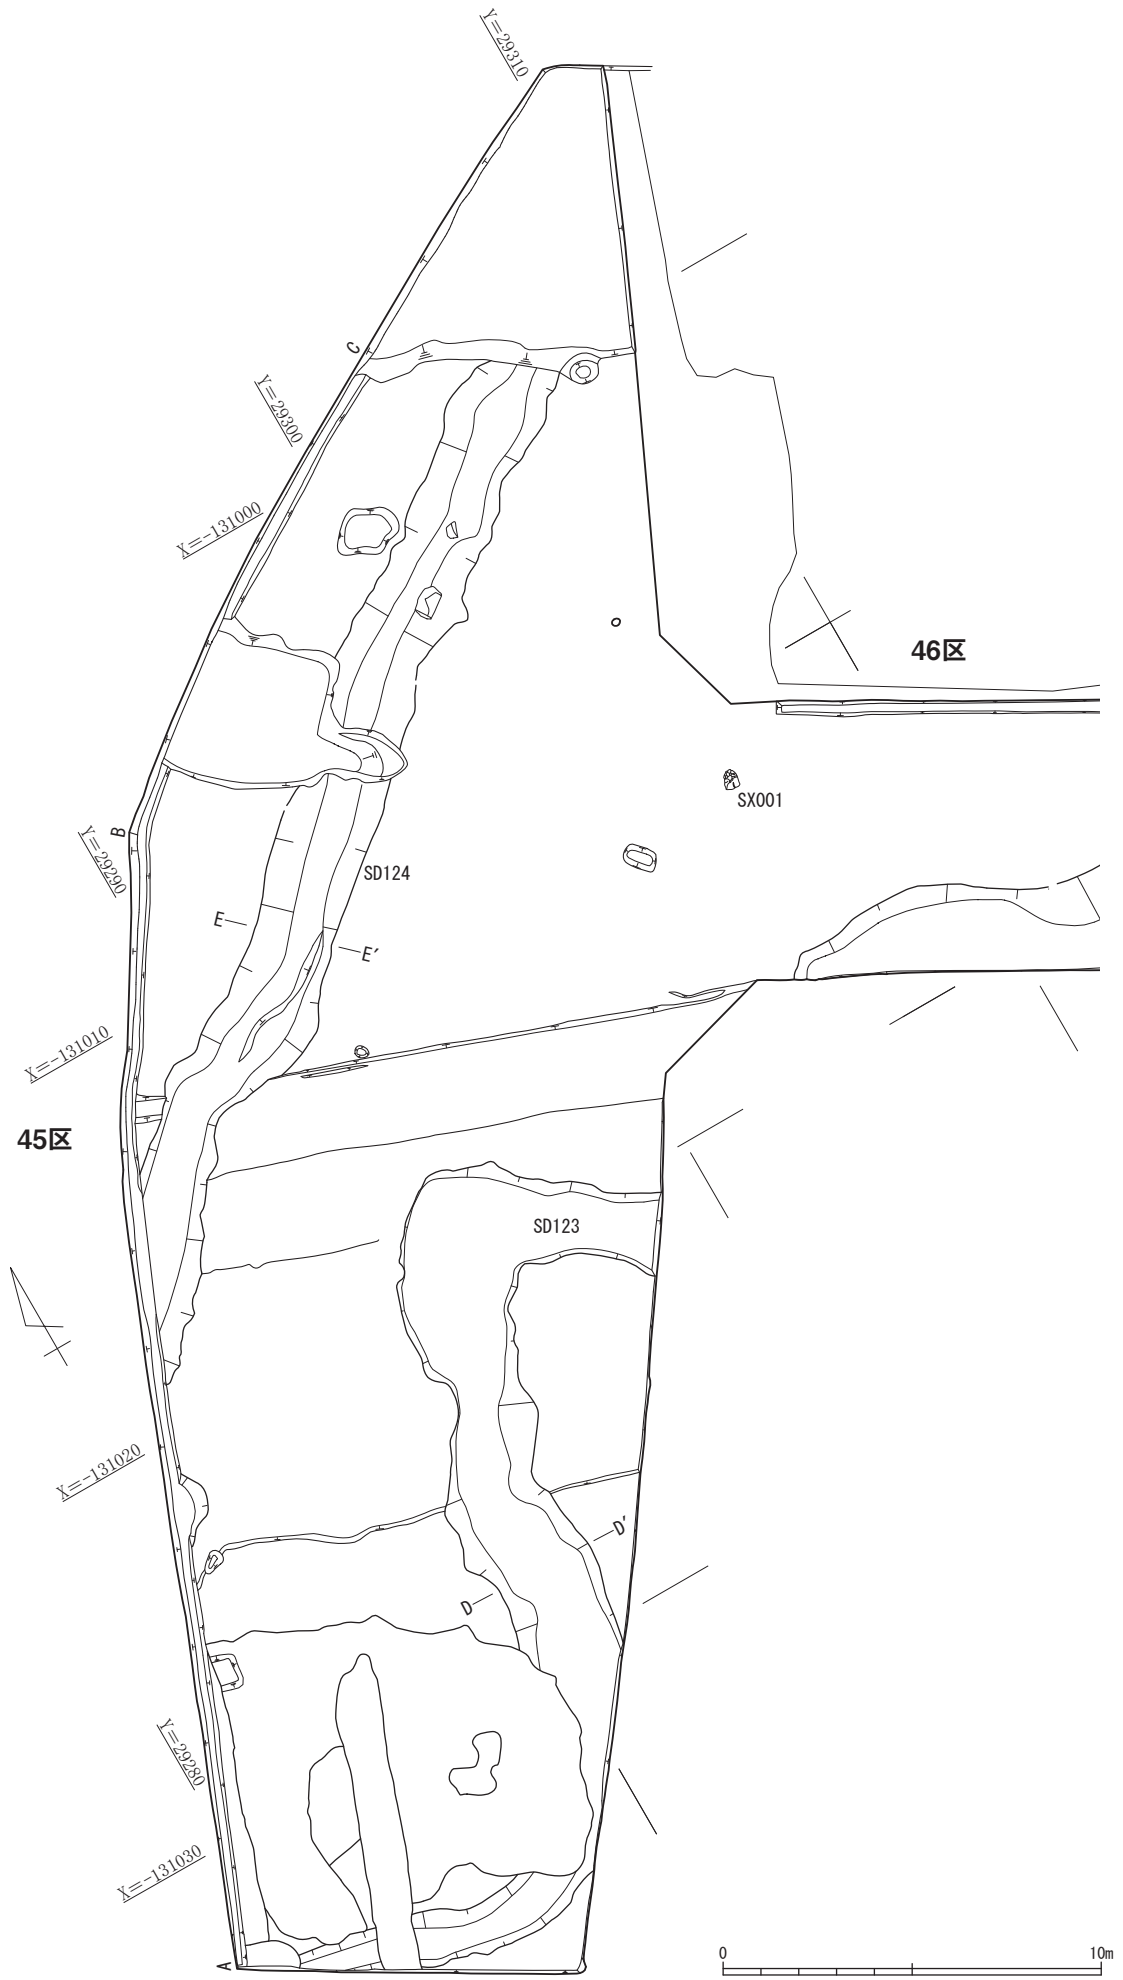 Y=29310
C
Y=29300
X=-131000
46区
SX001
B
Y=29290
SD124
E
E′
X=-131010
45区
SD123
X=-131020
D′
D
Y=29280
X=-131030
A
0
10m